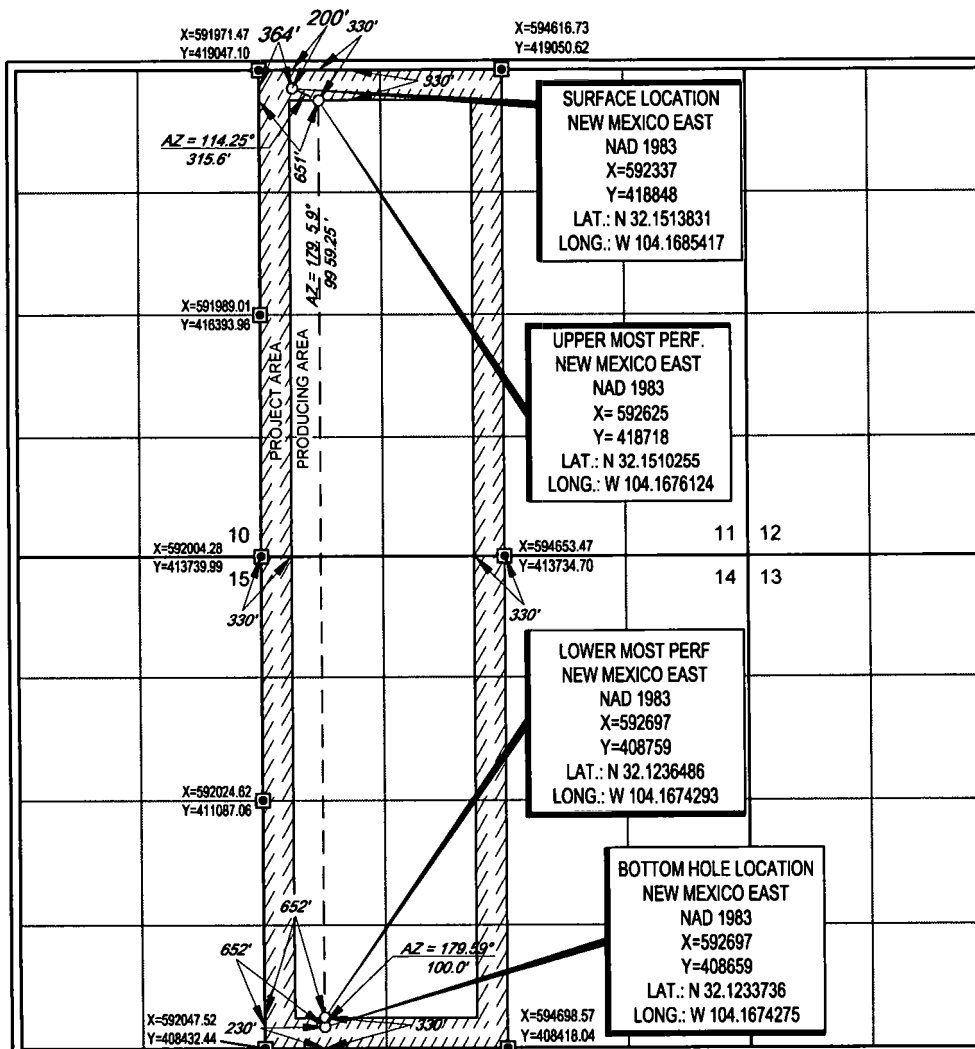 X=591971.47
Y=419047.10
364'
200'
330'
X=594616.73
Y=419050.62
330'
SURFACE LOCATION
NEW MEXICO EAST
NAD 1983
X=592337
Y=418848
LAT.: N 32.1513831
LONG.: W 104.1685417
AZ = 114.25°
315.6'
651'
AZ = 179. 5.9°
99 59.25'
X=591989.01
Y=416393.96
PROJECT AREA
PRODUCING AREA
UPPER MOST PERF.
NEW MEXICO EAST
NAD 1983
X= 592625
Y= 418718
LAT.: N 32.1510255
LONG.: W 104.1676124
10
11
12
X=592004.28
Y=413739.99
X=594653.47
Y=413734.70
15
14
13
330'
330'
LOWER MOST PERF
NEW MEXICO EAST
NAD 1983
X=592697
Y=408759
LAT.: N 32.1236486
LONG.: W 104.1674293
X=592024.62
Y=411087.06
BOTTOM HOLE LOCATION
NEW MEXICO EAST
NAD 1983
X=592697
Y=408659
LAT.: N 32.1233736
LONG.: W 104.1674275
652'
652'
AZ = 179.59°
100.0'
X=592047.52
Y=408432.44
230'
330'
X=594698.57
Y=408418.04